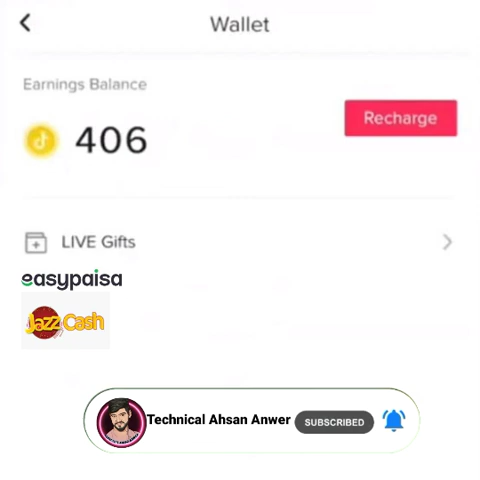 Wallet
Earnings Balance
406
Recharge
LIVE Gifts
easypaisa
JazzCash
Technical Ahsan Anwer SUBSCRIBED